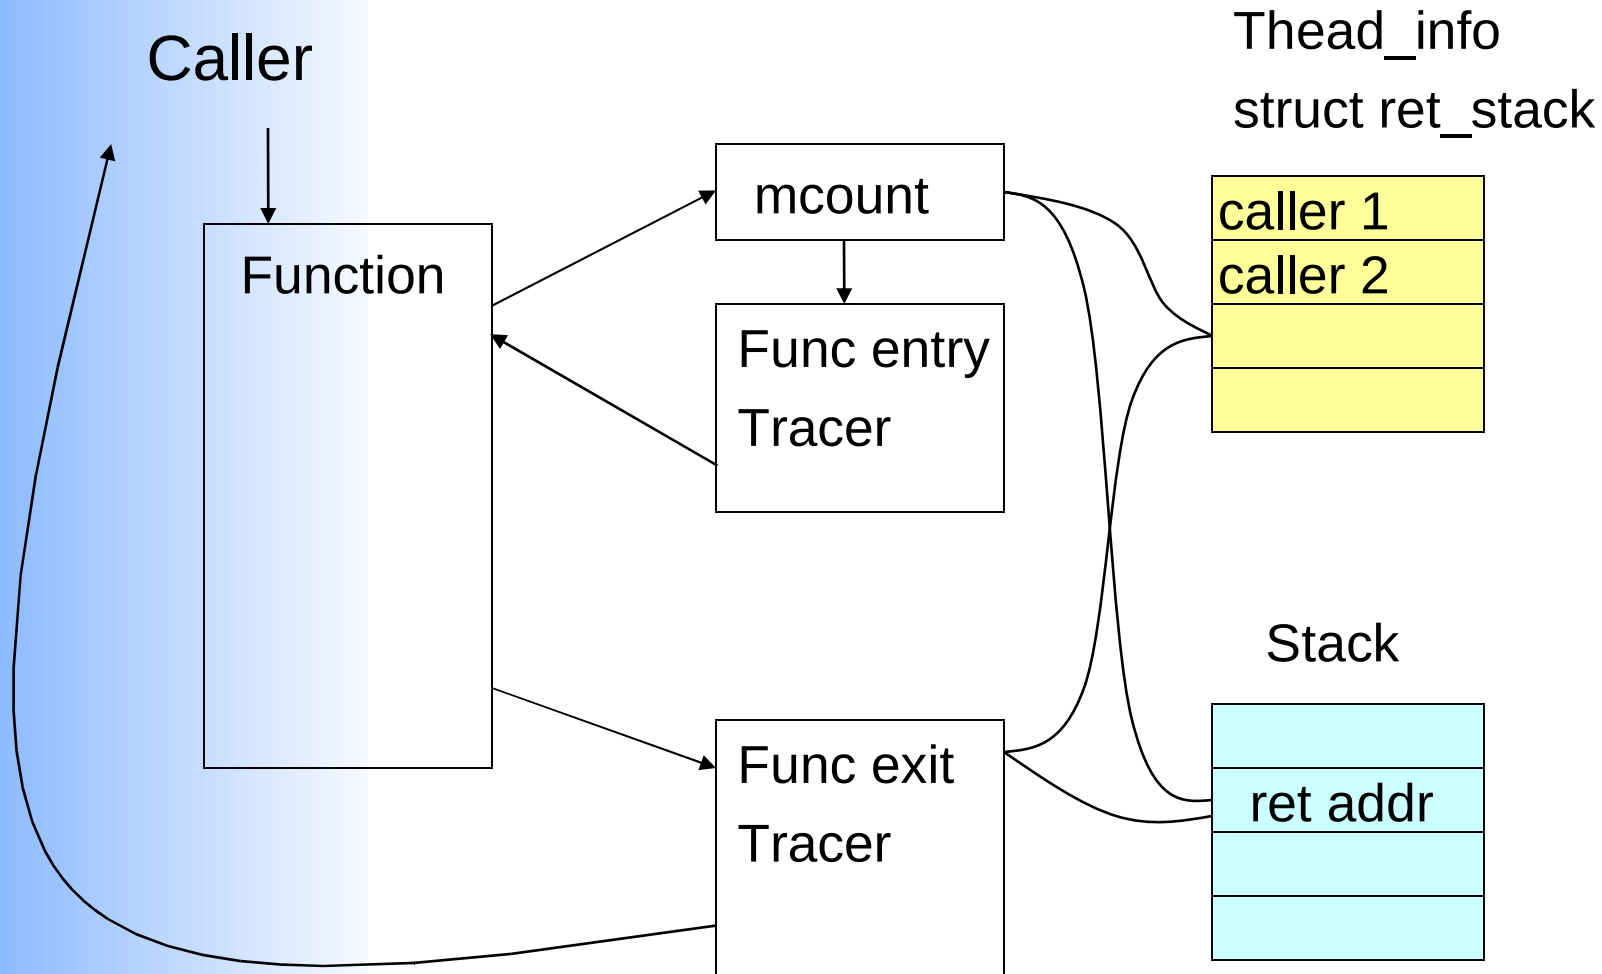 Caller
Thead_info
struct ret_stack
mcount
caller 1
caller 2
Function
Func entry
Tracer
Stack
Func exit
Tracer
ret addr